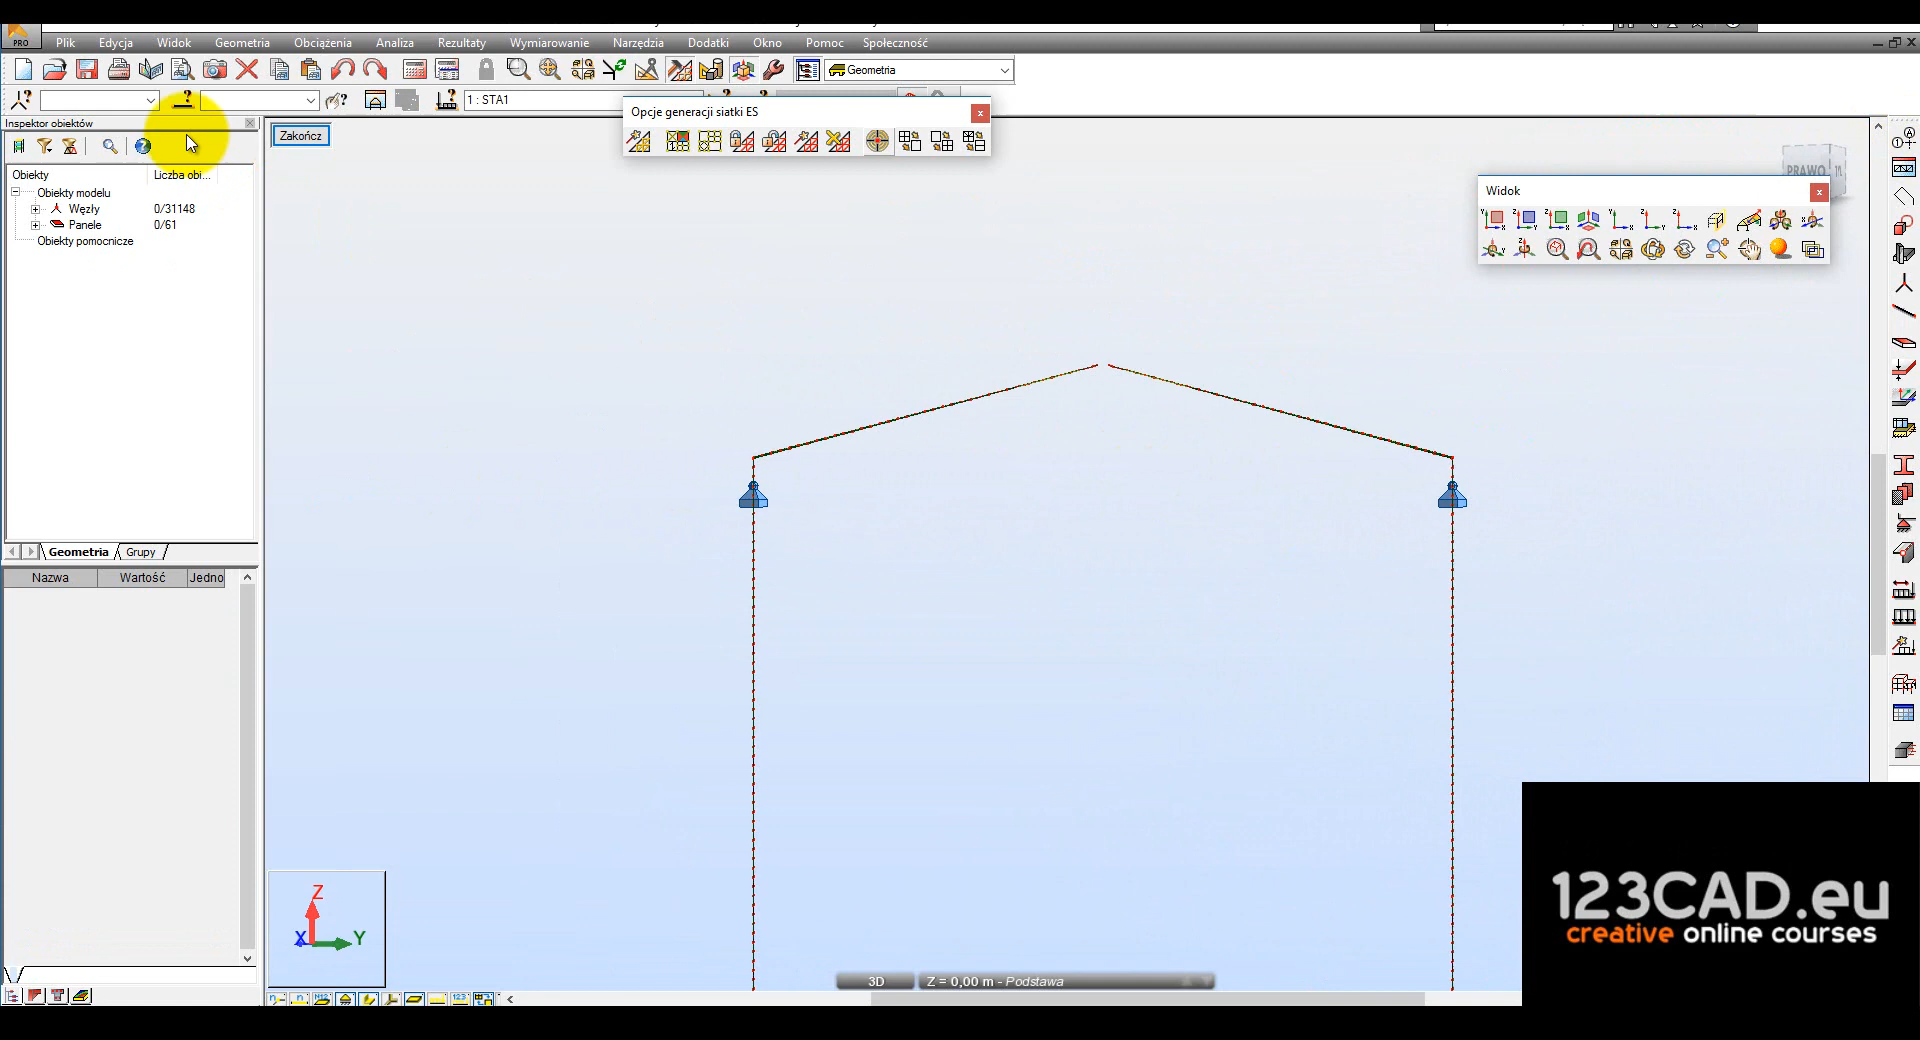 PRO
Plik Edycja Widok Geometria Obciążenia Analiza Rezultaty Wymiarowanie Narzędzia Dodatki Okno Pomoc Społeczność
Geometria
1 : STA1
Inspektor obiektów
Zakończ
Opcje generacji siatki ES
PRAWO
Widok
Obiekty Liczba obi...
Obiekty modelu
Węzły 0/31148
Panele 0/61
Obiekty pomocnicze
Geometria Grupy
Nazwa Wartość Jedno
Z
X Y
3D Z = 0,00 m - Podstawa
123CAD.eu
creative online courses